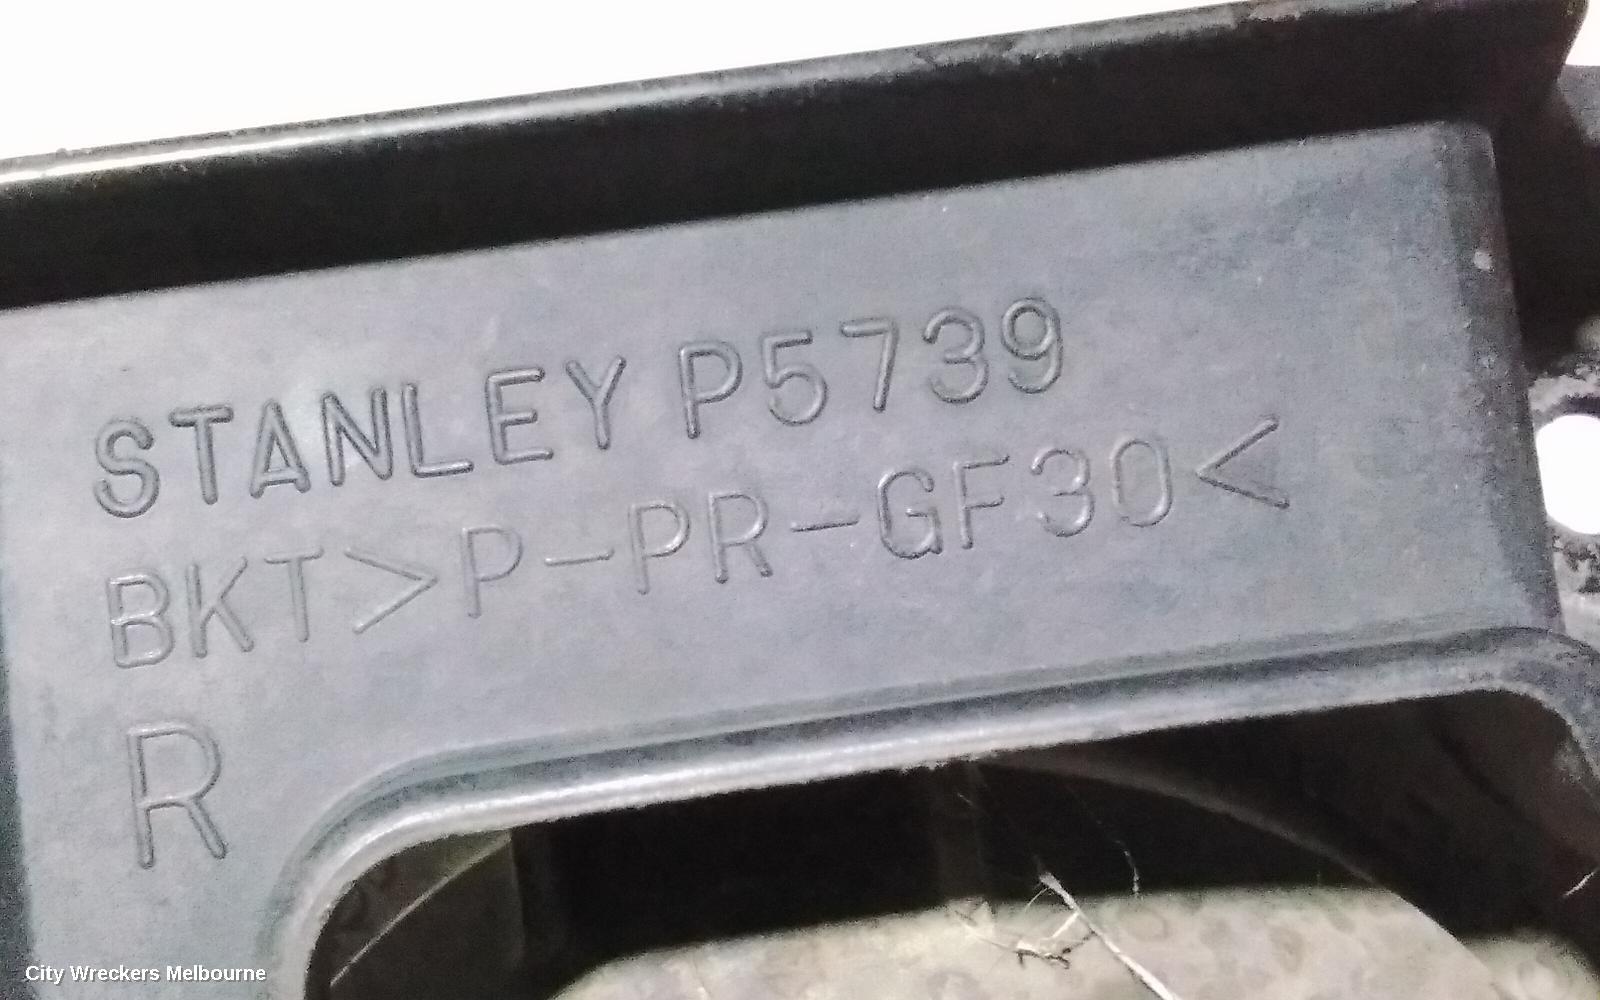 STANLEY P5739
BKT>P-PR-GF30<
R
City Wreckers Melbourne